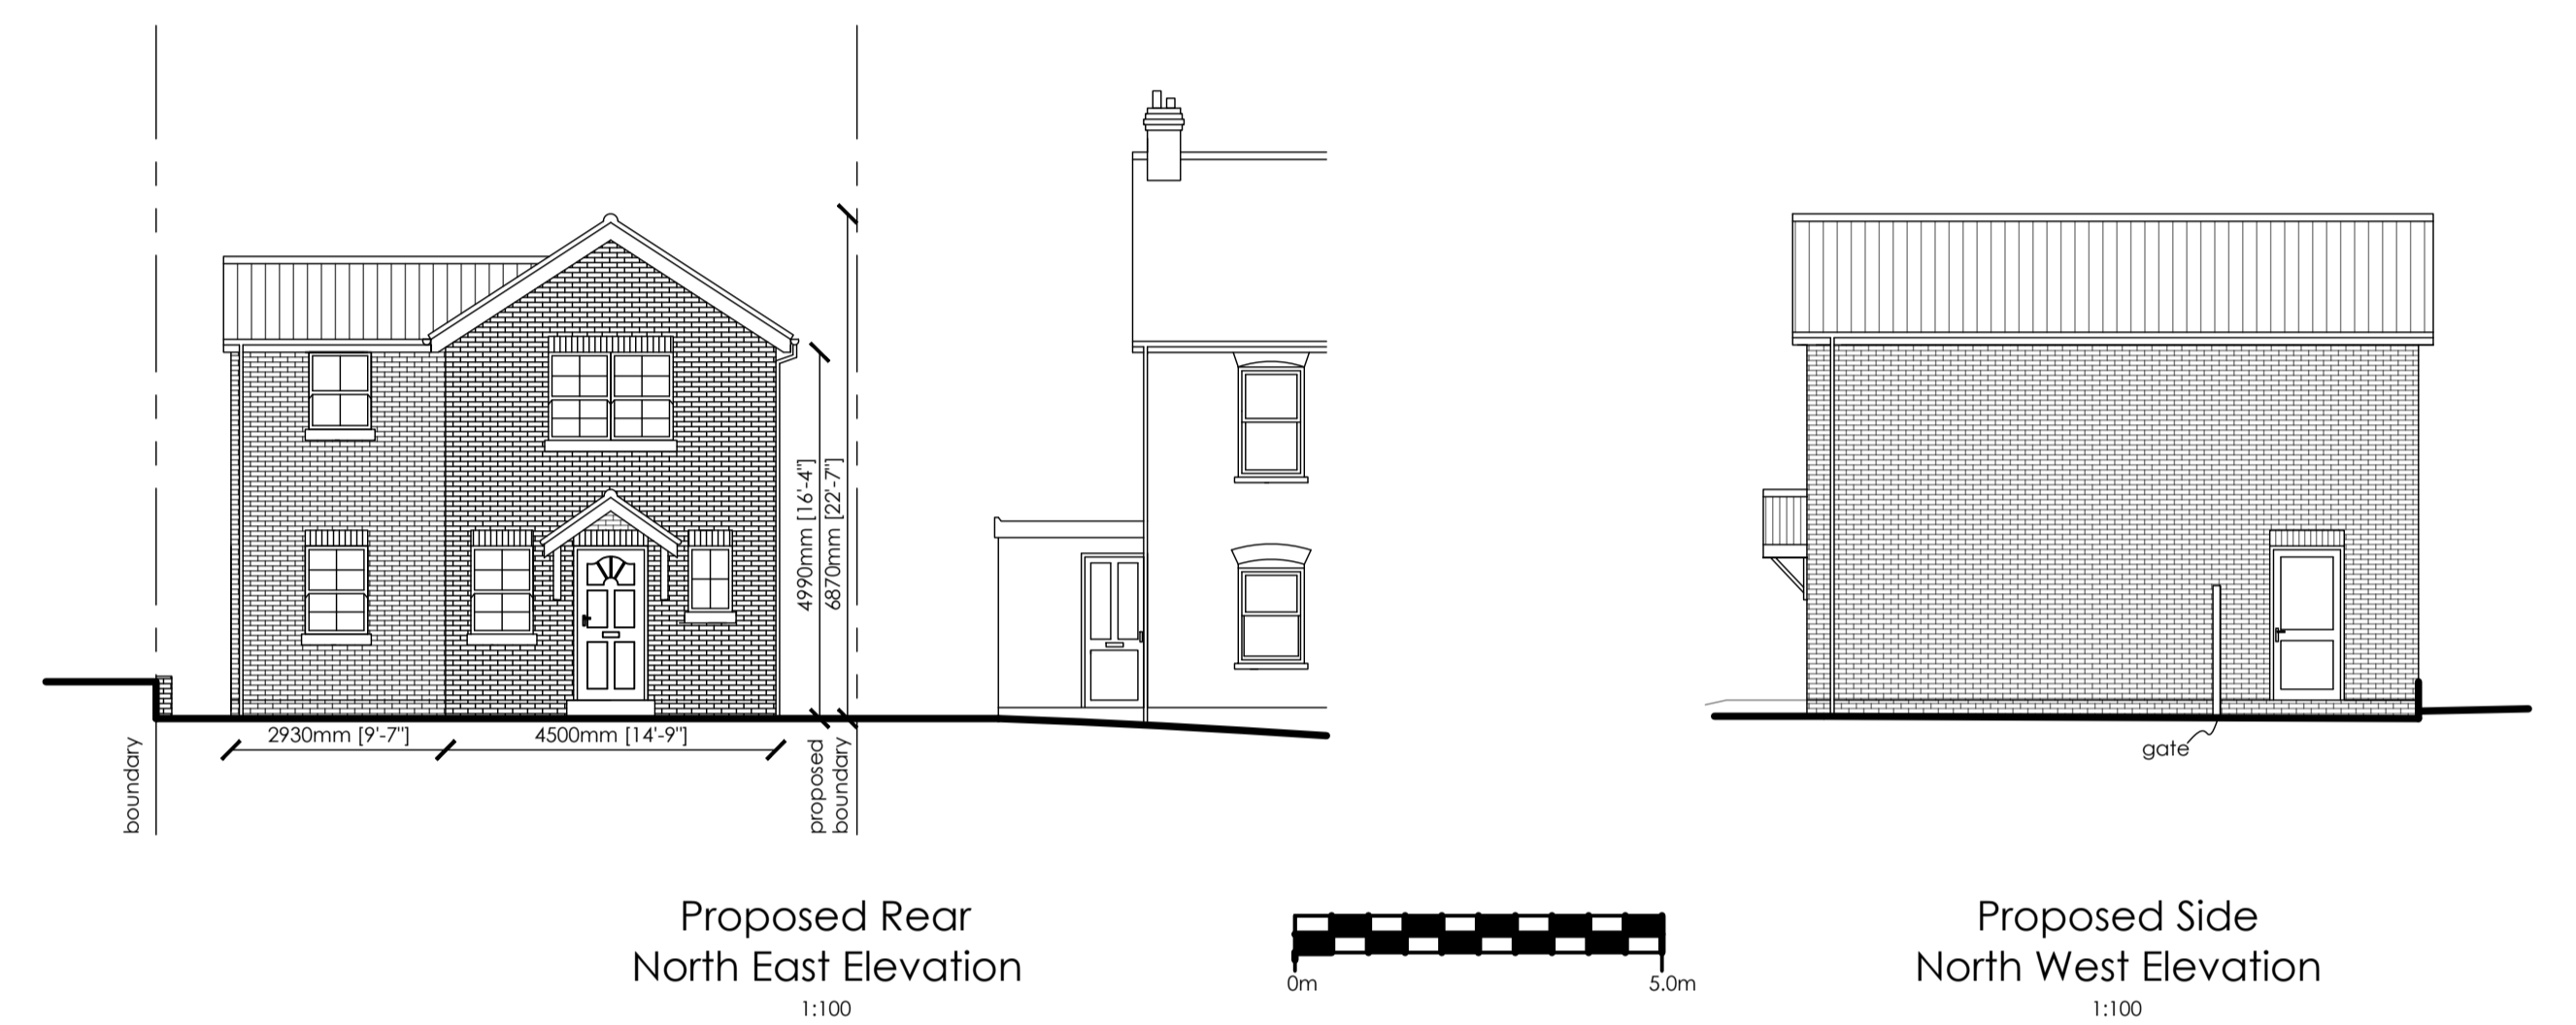 4990mm [16'-4"]
6870mm [22'-7"]
2930mm [9'-7"]
4500mm [14'-9"]
boundary
proposed
boundary
gate
Proposed Rear
North East Elevation
1:100
0m
5.0m
Proposed Side
North West Elevation
1:100